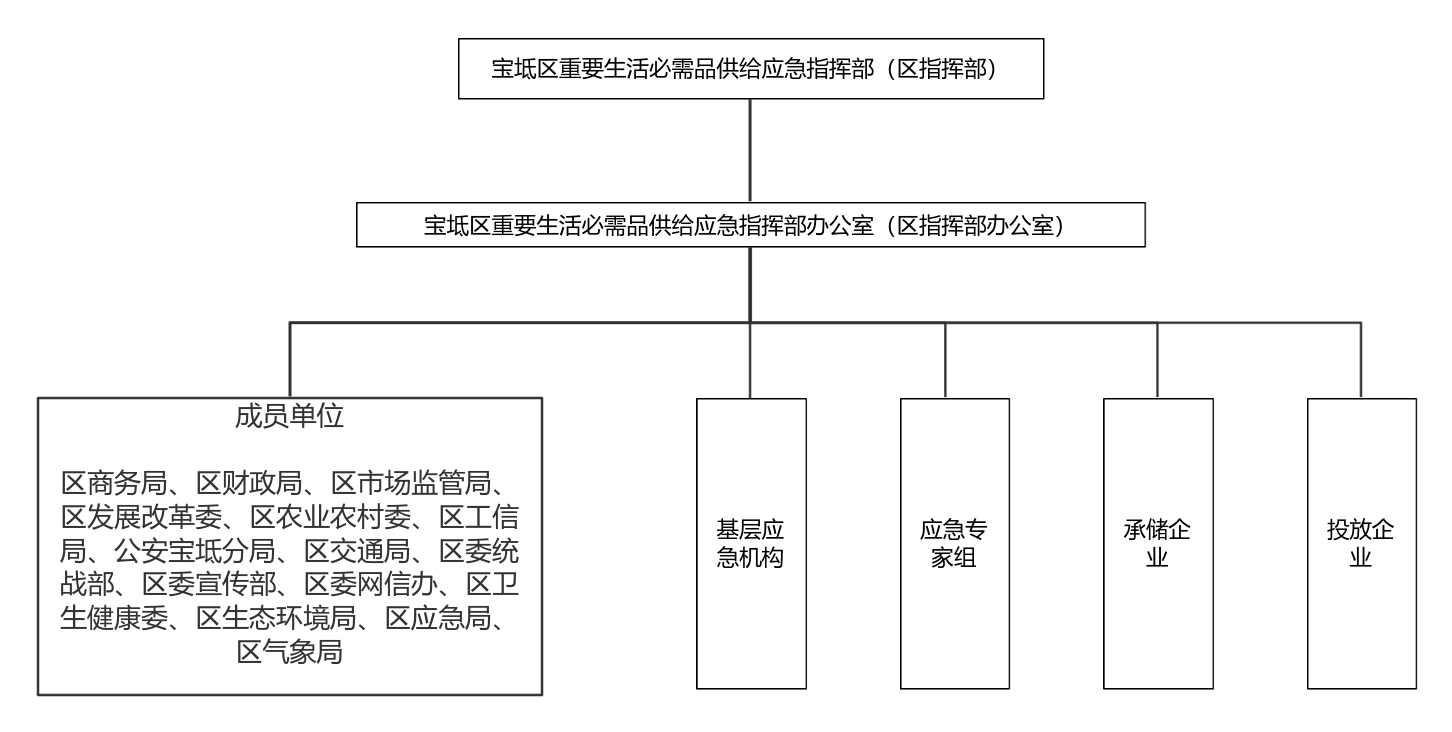 宝坻区重要生活必需品供给应急指挥部（区指挥部）
宝坻区重要生活必需品供给应急指挥部办公室（区指挥部办公室）
成员单位
区商务局、区财政局、区市场监管局、
区发展改革委、区农业农村委、区工信
局、公安宝坻分局、区交通局、区委统
战部、区委宣传部、区委网信办、区卫
生健康委、区生态环境局、区应急局、
区气象局
基层应
急机构
应急专
家组
承储企
业
投放企
业